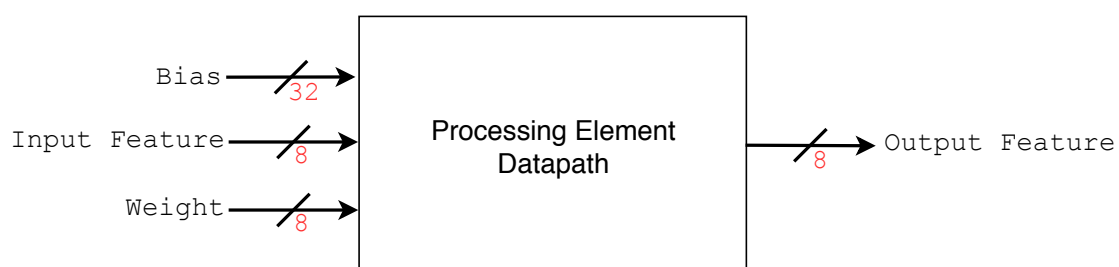 Bias
32
Input Feature
8
Weight
8
Processing Element
Datapath
8
Output Feature